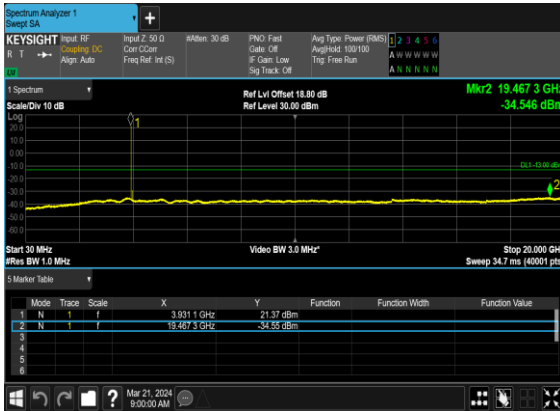 Spectrum Analyzer 1
Swept SA
KEYSIGHT Input: RF Input Z: 50 Ω #Atten: 30 dB PNO: Fast Avg Type: Power (RMS) 1 2 3 4 5 6
R T Coupling: DC Corr CCorr Gate: Off Avg|Hold: 100/100 A W W W W W
Align: Auto Freq Ref: Int (S) IF Gain: Low Trig: Free Run
Sig Track: Off A N N N N N
1 Spectrum Ref Lvl Offset 18.80 dB Mkr2 19.467 3 GHz
Scale/Div 10 dB Ref Level 30.00 dBm -34.546 dBm
Log
20.0
10.0
0.00
-10.0
-20.0
-30.0
-40.0
-50.0
-60.0
1
DL1 -13.00 dBm
2
Start 30 MHz Video BW 3.0 MHz* Stop 20.000 GH
#Res BW 1.0 MHz Sweep 34.7 ms (40001 pts
5 Marker Table
Mode Trace Scale X Y Function Function Width Function Value
1 N 1 f 3.931 1 GHz 21.37 dBm
2 N 1 f 19.467 3 GHz -34.55 dBm
3
4
5
6
Mar 21, 2024
9:00:00 AM